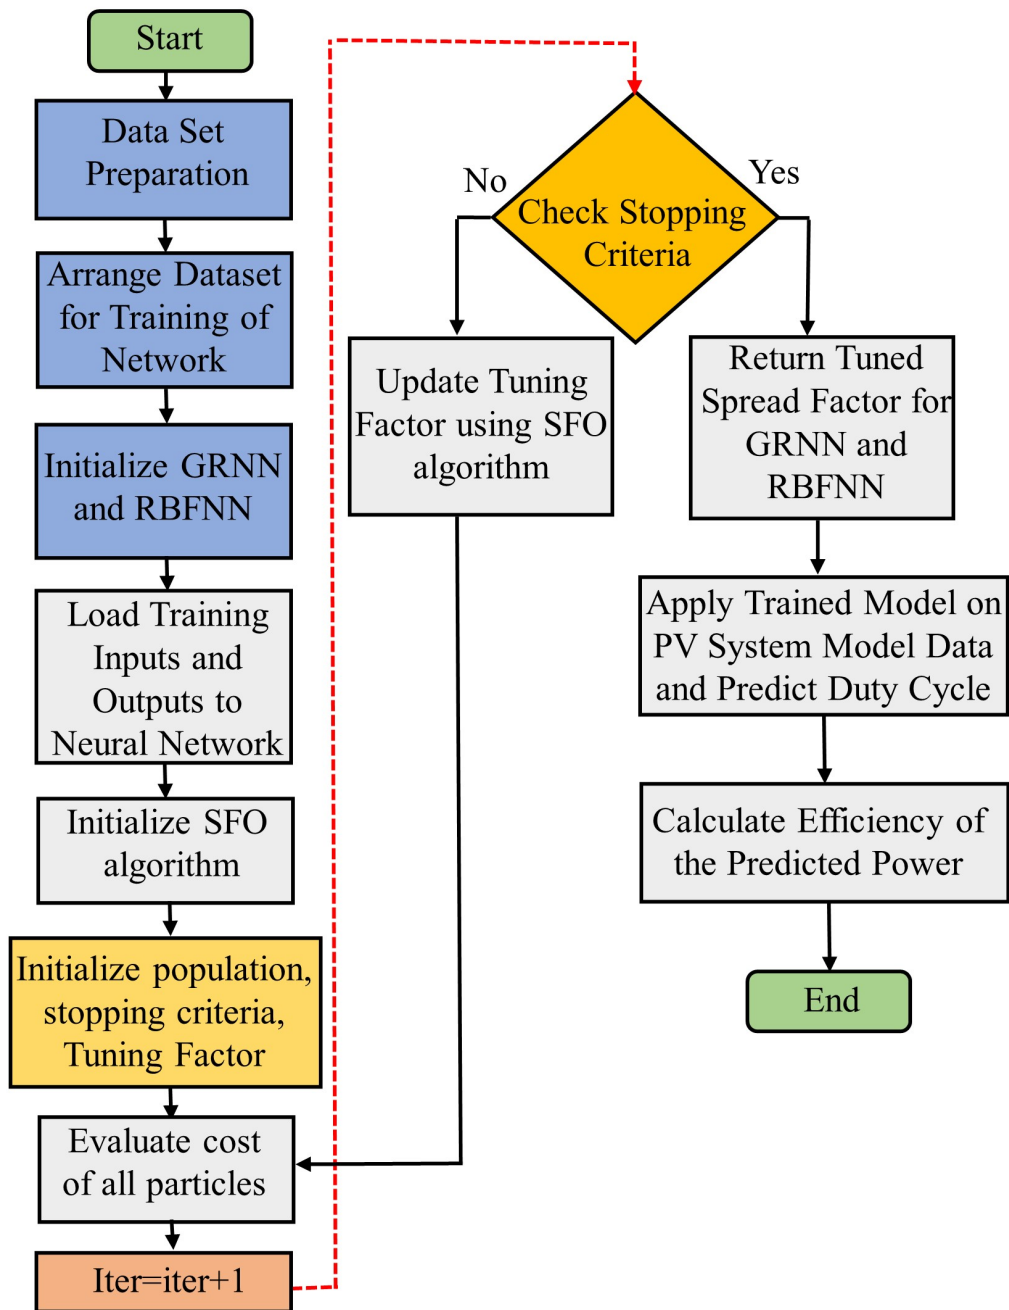 Start
Data Set
Preparation
Arrange Dataset
for Training of
Network
Initialize GRNN
and RBFNN
Load Training
Inputs and
Outputs to
Neural Network
Initialize SFO
algorithm
Initialize population,
stopping criteria,
Tuning Factor
Evaluate cost
of all particles
Iter=iter+1
Check Stopping
Criteria
No
Yes
Update Tuning
Factor using SFO
algorithm
Return Tuned
Spread Factor for
GRNN and
RBFNN
Apply Trained Model on
PV System Model Data
and Predict Duty Cycle
Calculate Efficiency of
the Predicted Power
End